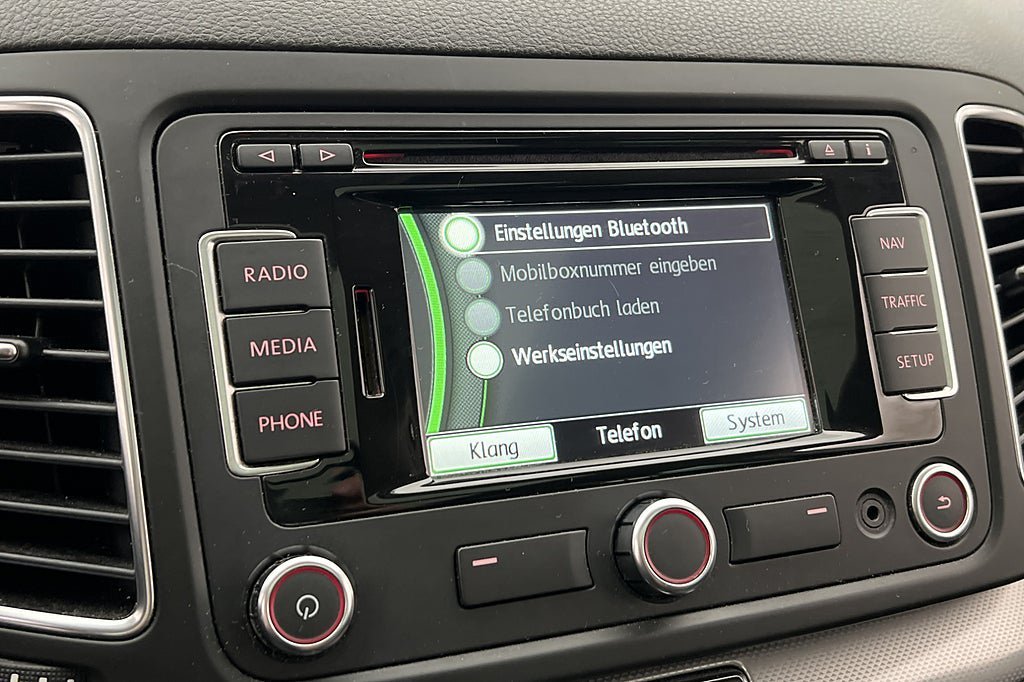 RADIO
MEDIA
PHONE
Einstellungen Bluetooth
Mobilboxnummer eingeben
Telefonbuch laden
Werkseinstellungen
Klang
Telefon
System
i
NAV
TRAFFIC
SETUP